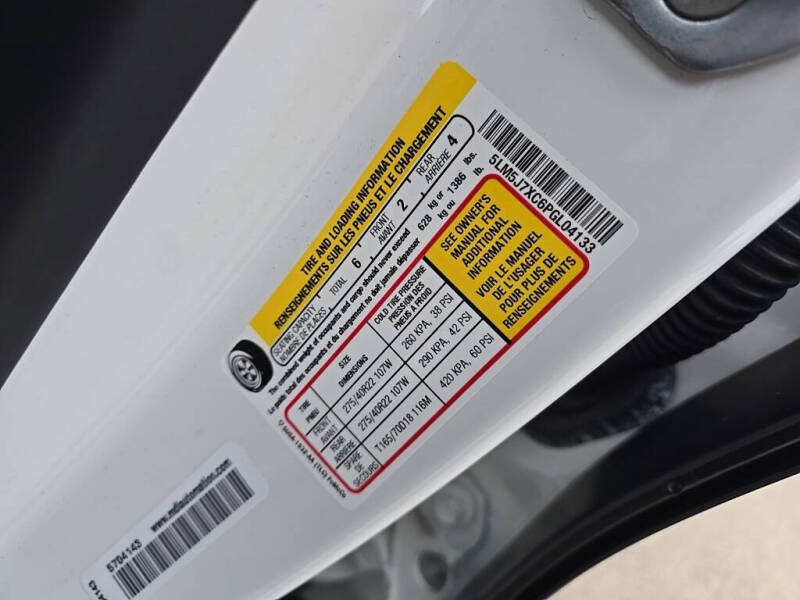 TIRE AND LOADING INFORMATION
RENSEIGNEMENTS SUR LES PNEUS ET LE CHARGEMENT
SEATING CAPACITY
NOMBRE DE PLACES
TOTAL 6
FRONT
AVANT 2
REAR
ARRIÈRE 4
The combined weight of occupants and cargo should never exceed 628 kg or 1386 lbs.
Le poids total des occupants et du chargement ne doit jamais dépasser kg ou lb.
TIRE
PNEU
SIZE
DIMENSIONS
COLD TIRE PRESSURE
PRESSION DES
PNEUS A FROID
FRONT
AVANT
275/40R22 107W
260 KPA, 38 PSI
REAR
ARRIÈRE
275/40R22 107W
290 KPA, 42 PSI
SPARE
DE
SECOURS
T165/70D18 116M
420 KPA, 60 PSI
SEE OWNER'S
MANUAL FOR
ADDITIONAL
INFORMATION
VOIR LE MANUEL
DE L'USAGER
POUR PLUS DE
RENSEIGNEMENTS
5LM5J7XC6PGL04133
www.mdiautomation.com
5704143